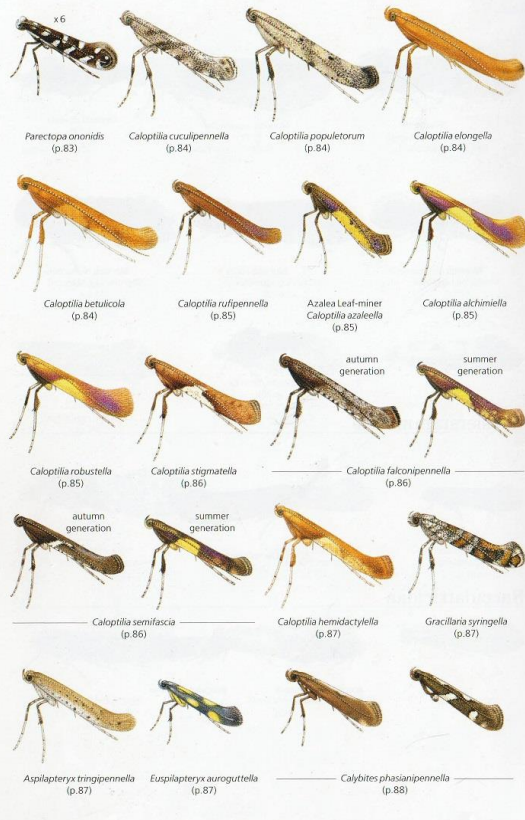 x 6
Parectopa ononidis
(p.83)
Caloptilia cuculipennella
(p.84)
Caloptilia populetorum
(p.84)
Caloptilia elongella
(p.84)
Caloptilia betulicola
(p.84)
Caloptilia rufipennella
(p.85)
Azalea Leaf-miner
Caloptilia azaleella
(p.85)
Caloptilia alchimiella
(p.85)
Caloptilia robustella
(p.85)
Caloptilia stigmatella
(p.86)
autumn
generation
summer
generation
Caloptilia falconipennella
(p.86)
autumn
generation
summer
generation
Caloptilia semifascia
(p.86)
Caloptilia hemidactylella
(p.87)
Gracillaria syringella
(p.87)
Aspilapteryx tringipennella
(p.87)
Euspilapteryx auroguttella
(p.87)
Calybites phasianipennella
(p.88)